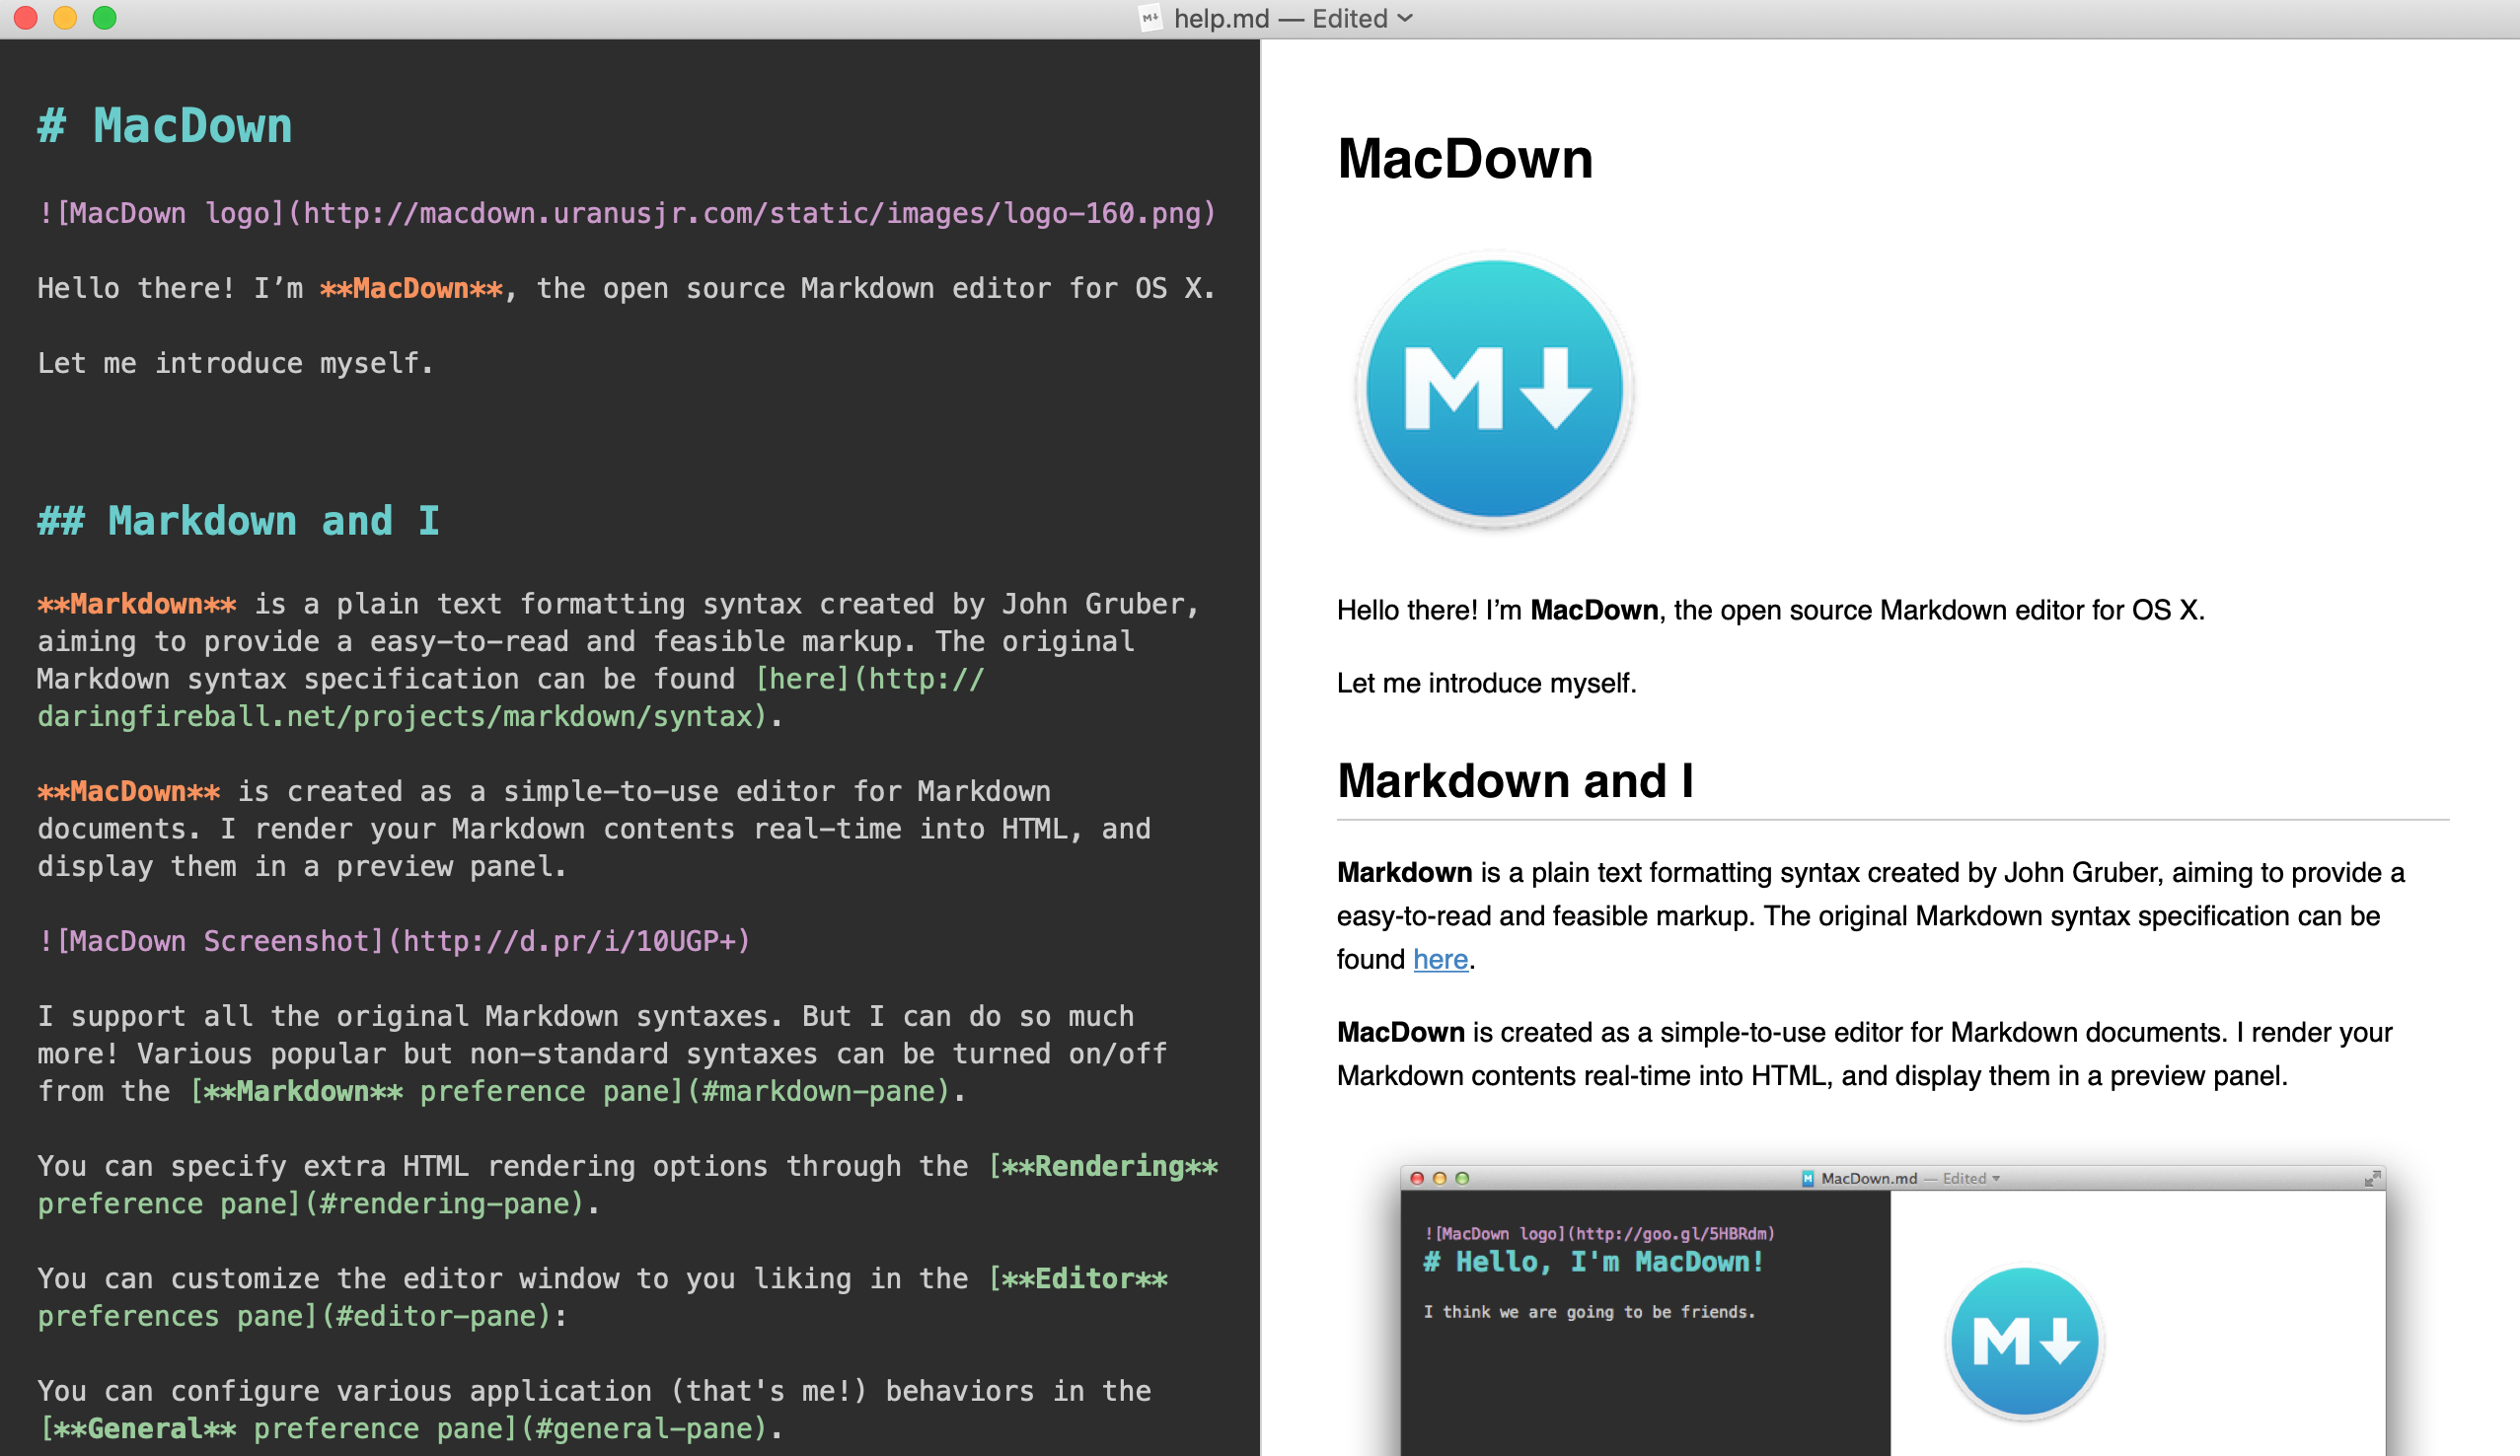 help.md — Edited
# MacDown
![MacDown logo](http://macdown.uranusjr.com/static/images/logo-160.png)
Hello there! I’m **MacDown**, the open source Markdown editor for OS X.
Let me introduce myself.
## Markdown and I
**Markdown** is a plain text formatting syntax created by John Gruber,
aiming to provide a easy-to-read and feasible markup. The original
Markdown syntax specification can be found [here](http://
daringfireball.net/projects/markdown/syntax).
**MacDown** is created as a simple-to-use editor for Markdown
documents. I render your Markdown contents real-time into HTML, and
display them in a preview panel.
![MacDown Screenshot](http://d.pr/i/10UGP+)
I support all the original Markdown syntaxes. But I can do so much
more! Various popular but non-standard syntaxes can be turned on/off
from the [**Markdown** preference pane](#markdown-pane).
You can specify extra HTML rendering options through the [**Rendering**
preference pane](#rendering-pane).
You can customize the editor window to you liking in the [**Editor**
preferences pane](#editor-pane):
You can configure various application (that's me!) behaviors in the
[**General** preference pane](#general-pane).
MacDown
M
Hello there! I’m MacDown, the open source Markdown editor for OS X.
Let me introduce myself.
Markdown and I
Markdown is a plain text formatting syntax created by John Gruber, aiming to provide a
easy-to-read and feasible markup. The original Markdown syntax specification can be
found here.
MacDown is created as a simple-to-use editor for Markdown documents. I render your
Markdown contents real-time into HTML, and display them in a preview panel.
MacDown.md — Edited
![MacDown logo](http://goo.gl/5HBRdm)
# Hello, I'm MacDown!
I think we are going to be friends.
M